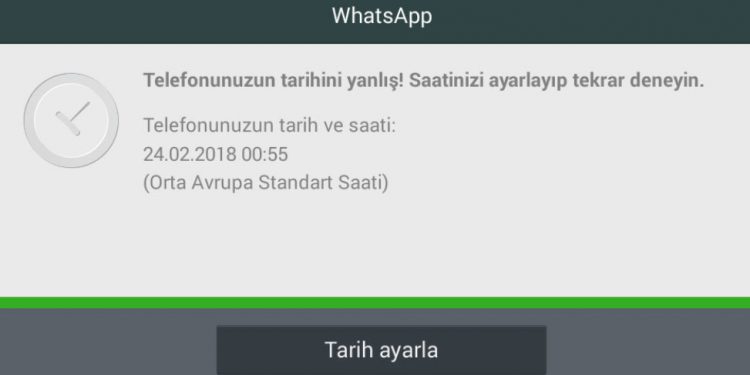 WhatsApp
Telefonunuzun tarihini yanlış! Saatinizi ayarlayıp tekrar deneyin.
Telefonunuzun tarih ve saati:
24.02.2018 00:55
(Orta Avrupa Standart Saati)
Tarih ayarla